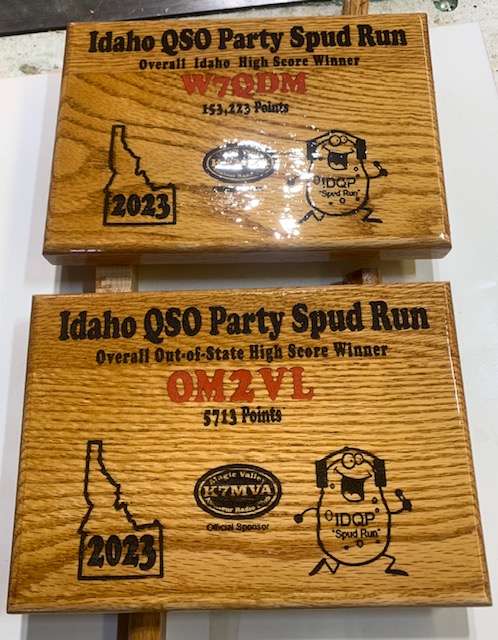 Idaho QSO Party Spud Run
Overall Idaho High Score Winner
W7QDM
153,223 Points
2023
Official
IDQP
"Spud Run"
Idaho QSO Party Spud Run
Overall Out-of-State High Score Winner
OM2VL
5713 Points
2023
Magic Valley
K7MVA
Amateur Radio Club
Official Sponsor
IDQP
"Spud Run"